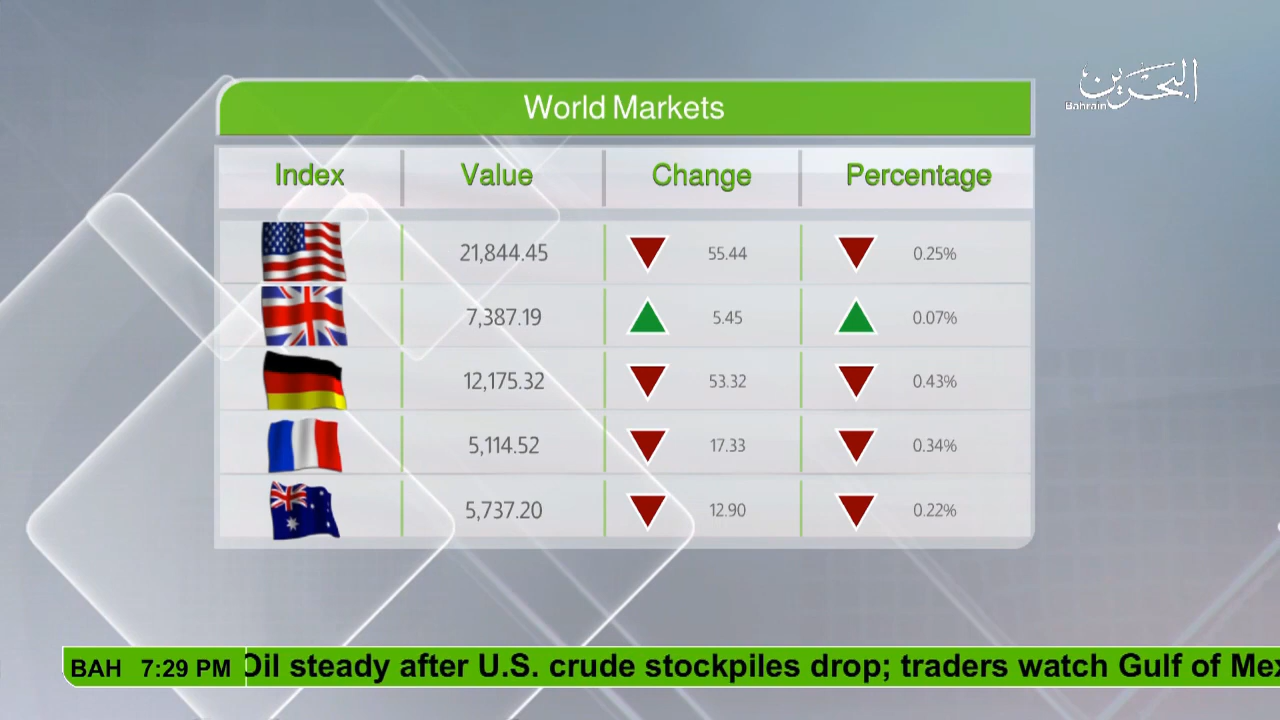 World Markets
البحرين
Bahrain
Index Value Change Percentage
21,844.45 55.44 0.25%
7,387.19 5.45 0.07%
12,175.32 53.32 0.43%
5,114.52 17.33 0.34%
5,737.20 12.90 0.22%
BAH 7:29 PM Oil steady after U.S. crude stockpiles drop; traders watch Gulf of Mex